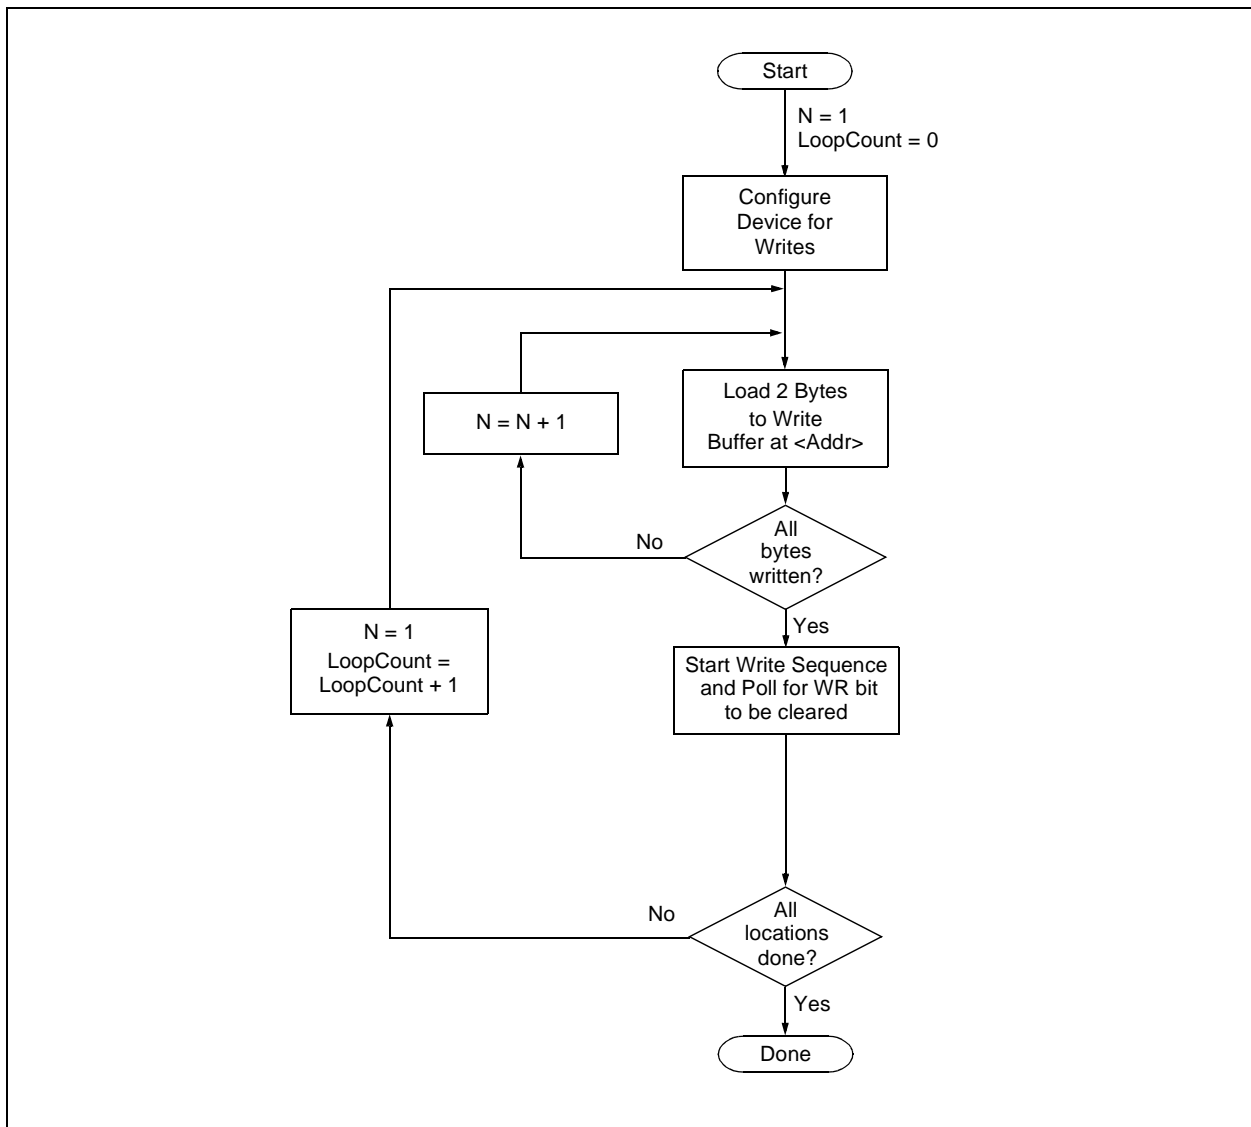 Start
N = 1
LoopCount = 0
Configure
Device for
Writes
Load 2 Bytes
to Write
Buffer at <Addr>
N = N + 1
All
bytes
written?
No
Yes
N = 1
LoopCount =
LoopCount + 1
Start Write Sequence
and Poll for WR bit
to be cleared
All
locations
done?
No
Yes
Done